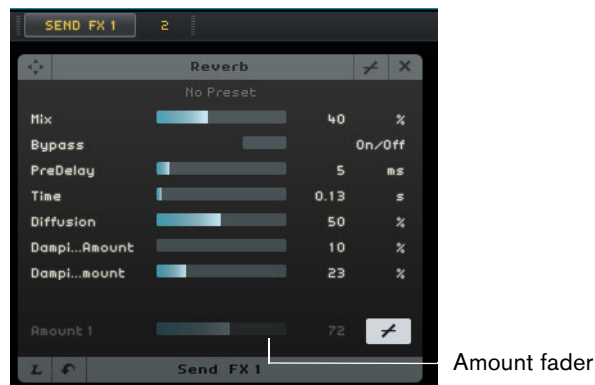 SEND FX 1 2
Reverb
No Preset
Mix 40 %
Bypass On/Off
PreDelay 5 ms
Time 0.13 s
Diffusion 50 %
Dampi...Amount 10 %
Dampi...mount 23 %
Amount 1 72
Amount fader
L Send FX 1